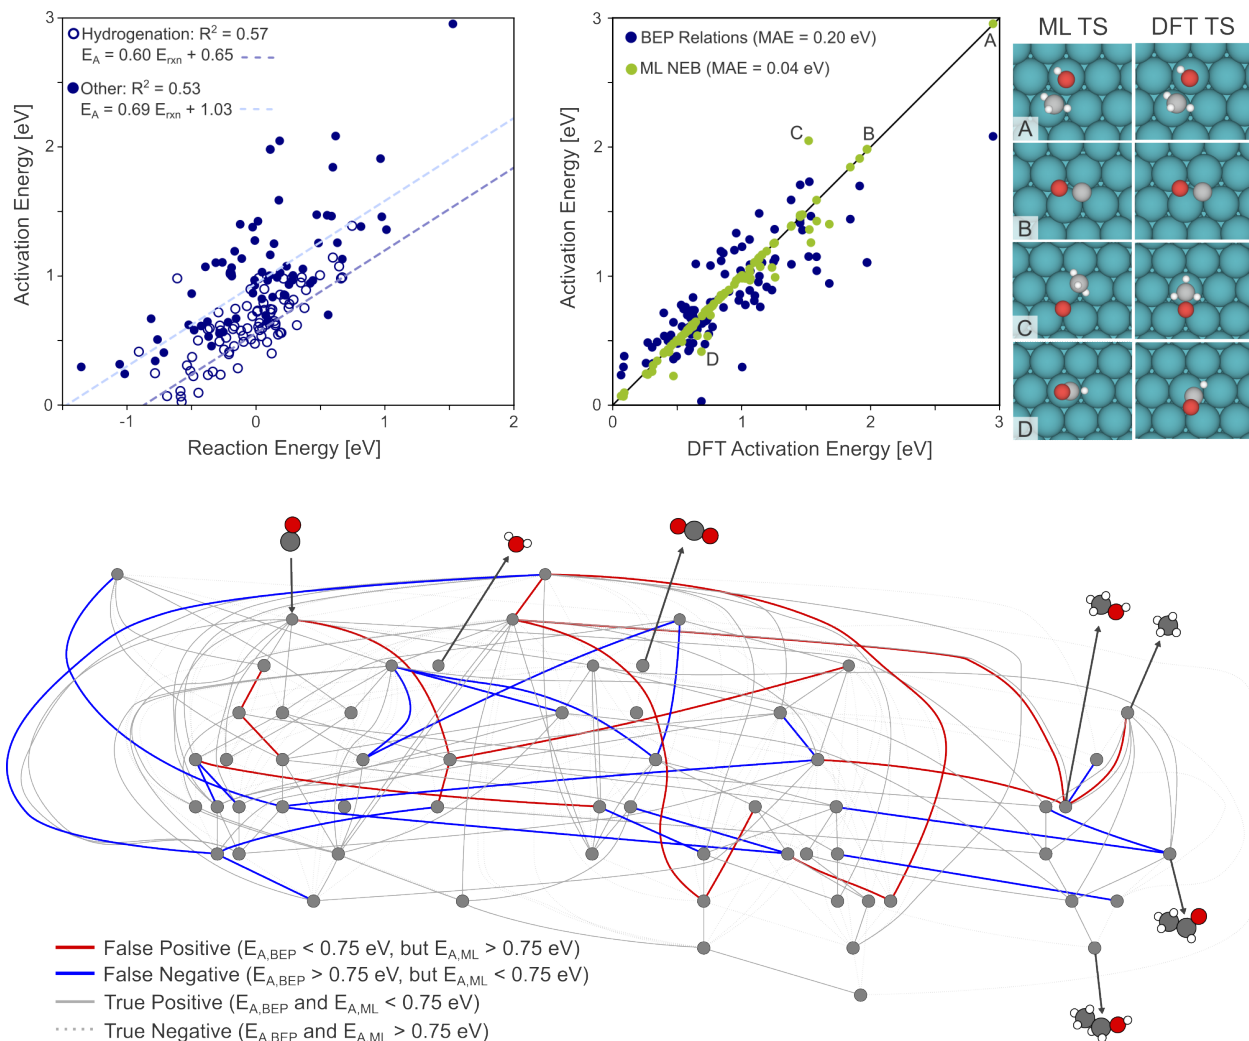 3
2
1
0
-1
0
1
2
Activation Energy [eV]
Reaction Energy [eV]
Hydrogenation: R² = 0.57
E_A = 0.60 E_rxn + 0.65
Other: R² = 0.53
E_A = 0.69 E_rxn + 1.03
3
2
1
0
0
1
2
3
Activation Energy [eV]
DFT Activation Energy [eV]
BEP Relations (MAE = 0.20 eV)
ML NEB (MAE = 0.04 eV)
A
C
B
D
ML TS
DFT TS
A
B
C
D
False Positive (E_A,BEP < 0.75 eV, but E_A,ML > 0.75 eV)
False Negative (E_A,BEP > 0.75 eV, but E_A,ML < 0.75 eV)
True Positive (E_A,BEP and E_A,ML < 0.75 eV)
True Negative (E_A,BEP and E_A,ML > 0.75 eV)